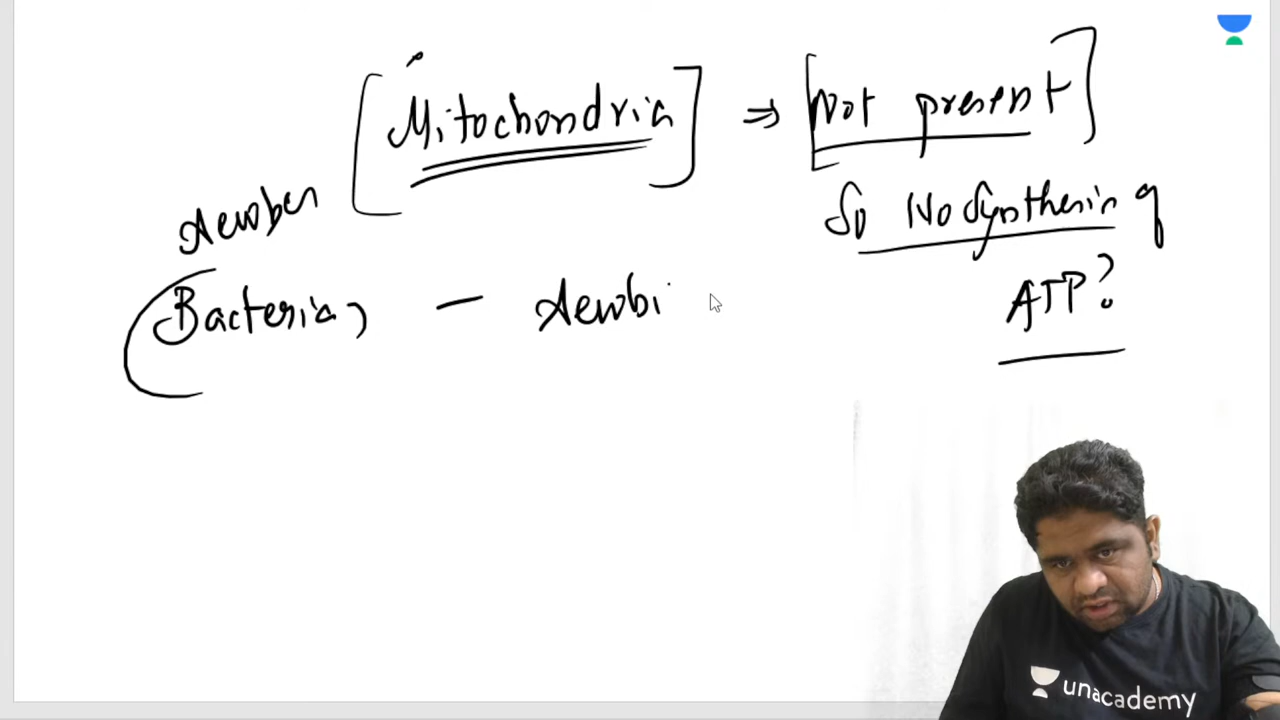 [Mitochondria] ⇒ [Not present]
So No Synthesis of
ATP?
Aerobes
Bacteria, - Aerobi
unacademy